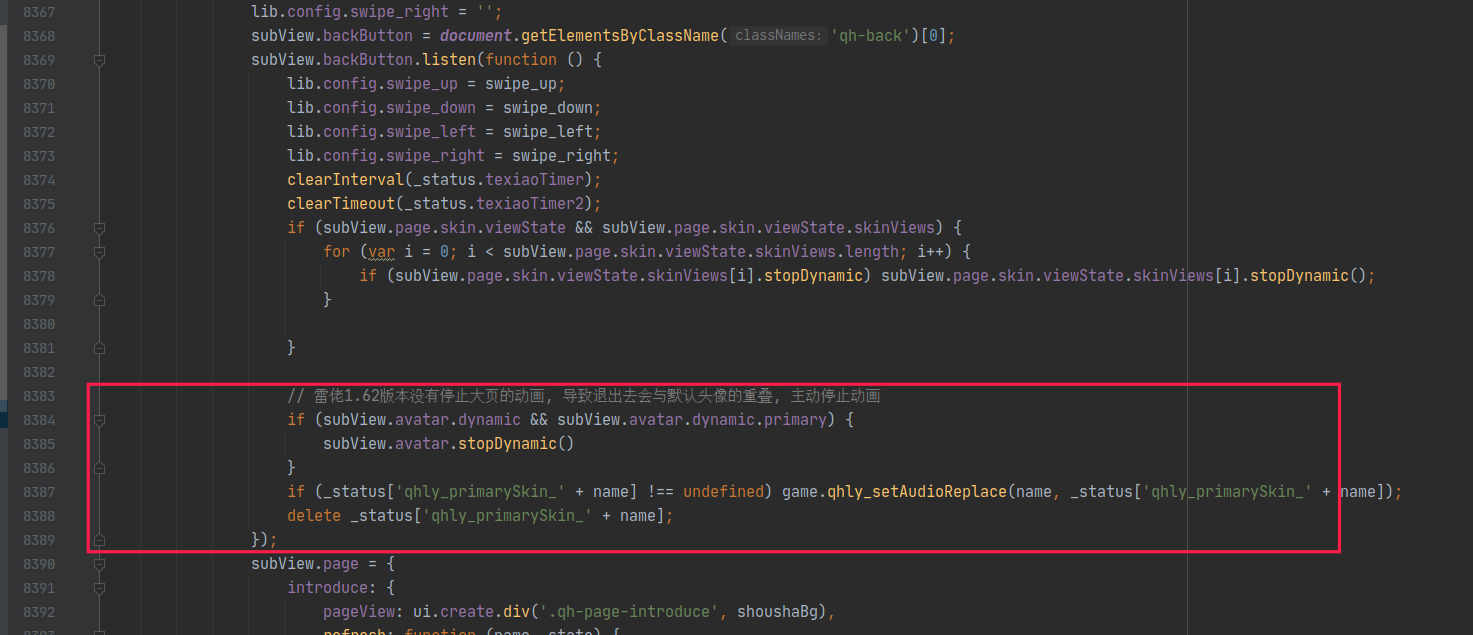 8367 lib.config.swipe_right = '';
8368 subView.backButton = document.getElementsByClassName( classNames: 'qh-back')[0];
8369 subView.backButton.listen(function () {
8370 lib.config.swipe_up = swipe_up;
8371 lib.config.swipe_down = swipe_down;
8372 lib.config.swipe_left = swipe_left;
8373 lib.config.swipe_right = swipe_right;
8374 clearInterval(_status.texiaoTimer);
8375 clearTimeout(_status.texiaoTimer2);
8376 if (subView.page.skin.viewState && subView.page.skin.viewState.skinViews) {
8377 for (var i = 0; i < subView.page.skin.viewState.skinViews.length; i++) {
8378 if (subView.page.skin.viewState.skinViews[i].stopDynamic) subView.page.skin.viewState.skinViews[i].stopDynamic();
8379 }
8380
8381 }
8382
8383 // 雷佬1.62版本没有停止大页的动画, 导致退出去会与默认头像的重叠, 主动停止动画
8384 if (subView.avatar.dynamic && subView.avatar.dynamic.primary) {
8385 subView.avatar.stopDynamic()
8386 }
8387 if (_status['qhly_primarySkin_' + name] !== undefined) game.qhly_setAudioReplace(name, _status['qhly_primarySkin_' + name]);
8388 delete _status['qhly_primarySkin_' + name];
8389 });
8390 subView.page = {
8391 introduce: {
8392 pageView: ui.create.div('.qh-page-introduce', shoushaBg),
8393 refresh: function (name, state) {